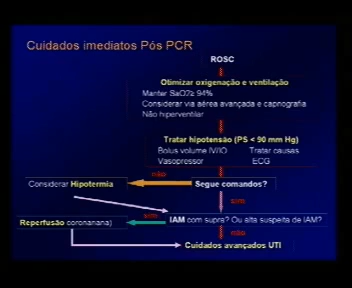 Cuidados imediatos Pós PCR
ROSC
Otimizar oxigenação e ventilação
Manter SaO2≥ 94%
Considerar via aérea avançada e capnografia
Não hiperventilar
Tratar hipotensão (PS < 90 mm Hg)
Bolus volume IV/IO Tratar causas
Vasopressor ECG
não
Considerar Hipotermia
Segue comandos?
sim
sim
IAM com supra? Ou alta suspeita de IAM?
Reperfusão coronariana)
não
Cuidados avançados UTI